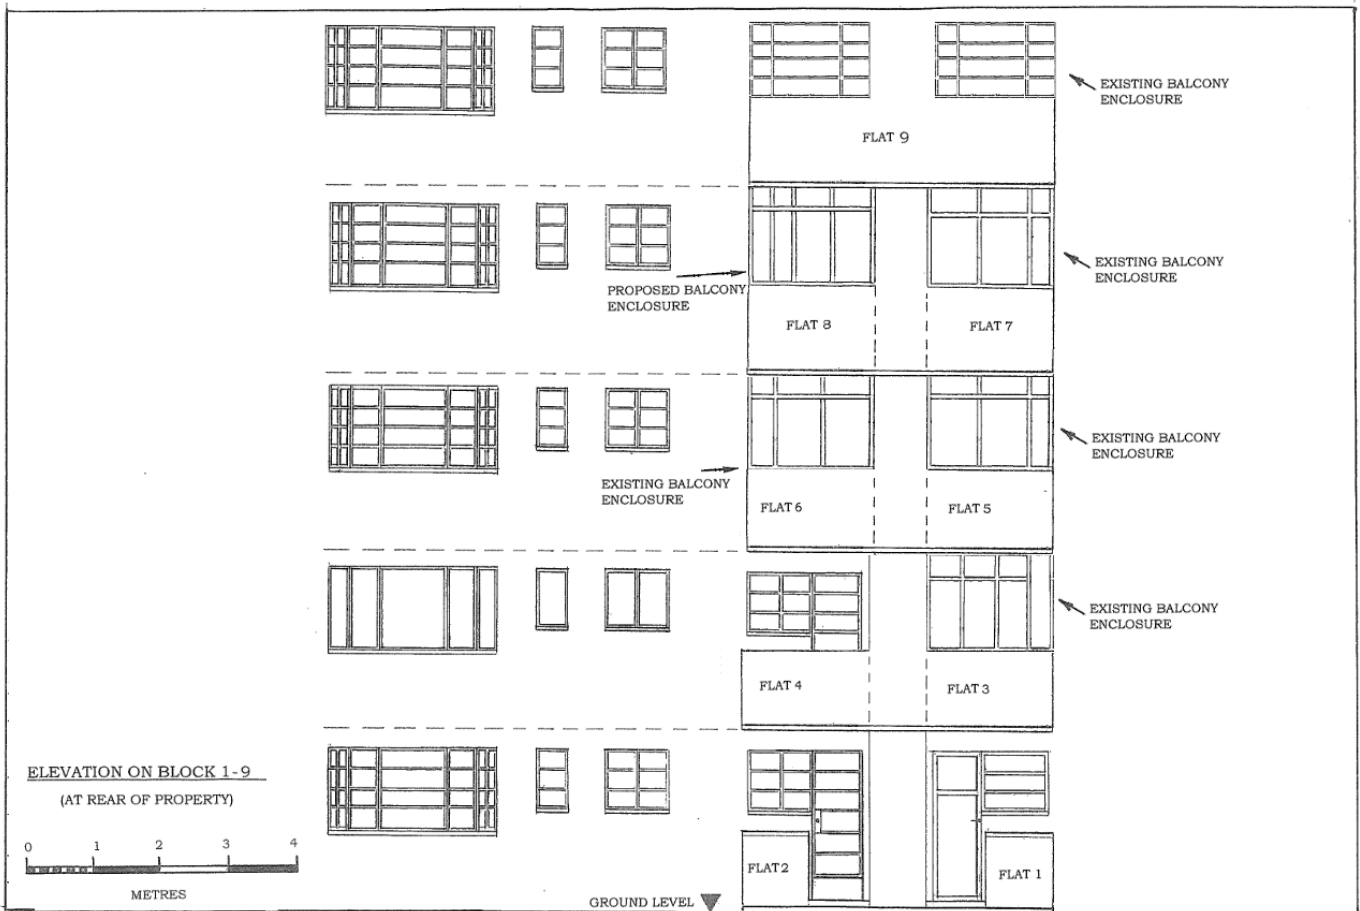 EXISTING BALCONY
ENCLOSURE
FLAT 9
EXISTING BALCONY
ENCLOSURE
PROPOSED BALCONY
ENCLOSURE
FLAT 8
FLAT 7
EXISTING BALCONY
ENCLOSURE
EXISTING BALCONY
ENCLOSURE
FLAT 6
FLAT 5
EXISTING BALCONY
ENCLOSURE
FLAT 4
FLAT 3
ELEVATION ON BLOCK 1-9
(AT REAR OF PROPERTY)
0 1 2 3 4
METRES
FLAT 2
FLAT 1
GROUND LEVEL